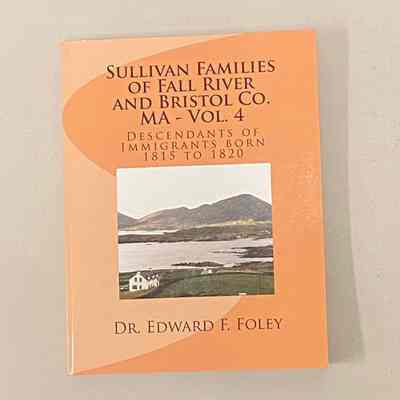 Sullivan Families
of Fall River
and Bristol Co.
MA - Vol. 4
Descendants of
Immigrants born
1815 to 1820
Dr. Edward F. Foley